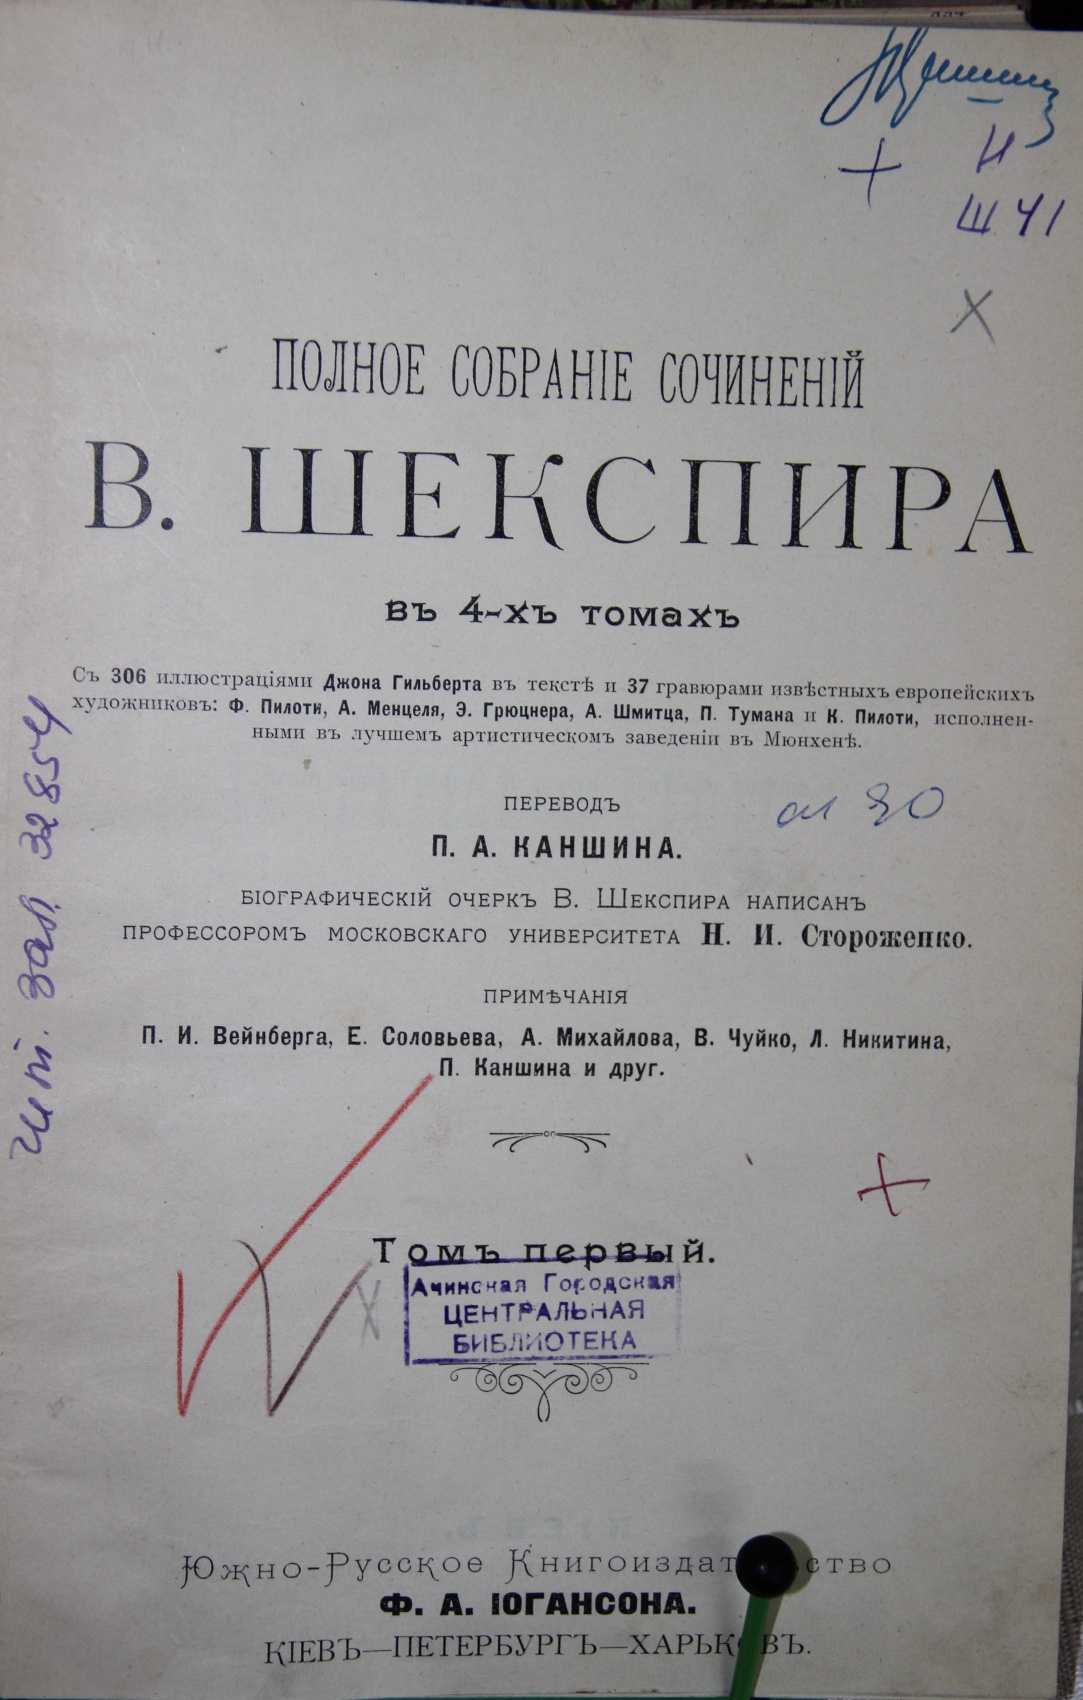 Н
Ш 41
ПОЛНОЕ СОБРАНІЕ СОЧИНЕНІЙ
В. ШЕКСПИРА
въ 4-хъ томахъ
Съ 306 иллюстраціями Джона Гильберта въ текстѣ и 37 гравюрами извѣстныхъ европейскихъ
художниковъ: Ф. Пилоти, А. Менцеля, Э. Грюцнера, А. Шмитца, П. Тумана и К. Пилоти, исполнен-
ными въ лучшемъ артистическомъ заведеніи въ Мюнхенѣ.
ПЕРЕВОДЪ
П. А. КАНШИНА.
БІОГРАФИЧЕСКІЙ ОЧЕРКЪ В. ШЕКСПИРА НАПИСАНЪ
ПРОФЕССОРОМЪ МОСКОВСКАГО УНИВЕРСИТЕТА Н. И. Стороженко.
ПРИМѢЧАНІЯ
П. И. Вейнберга, Е. Соловьева, А. Михайлова, В. Чуйко, Л. Никитина,
П. Каншина и друг.
Томъ первый.
Ачинская Городская
ЦЕНТРАЛЬНАЯ
БИБЛИОТЕКА
Южно-Русское Книгоиздательство
Ф. А. ІОГАНСОНА.
КІЕВЪ—ПЕТЕРБУРГЪ—ХАРЬКОВЪ.
Чит. зал. 32854